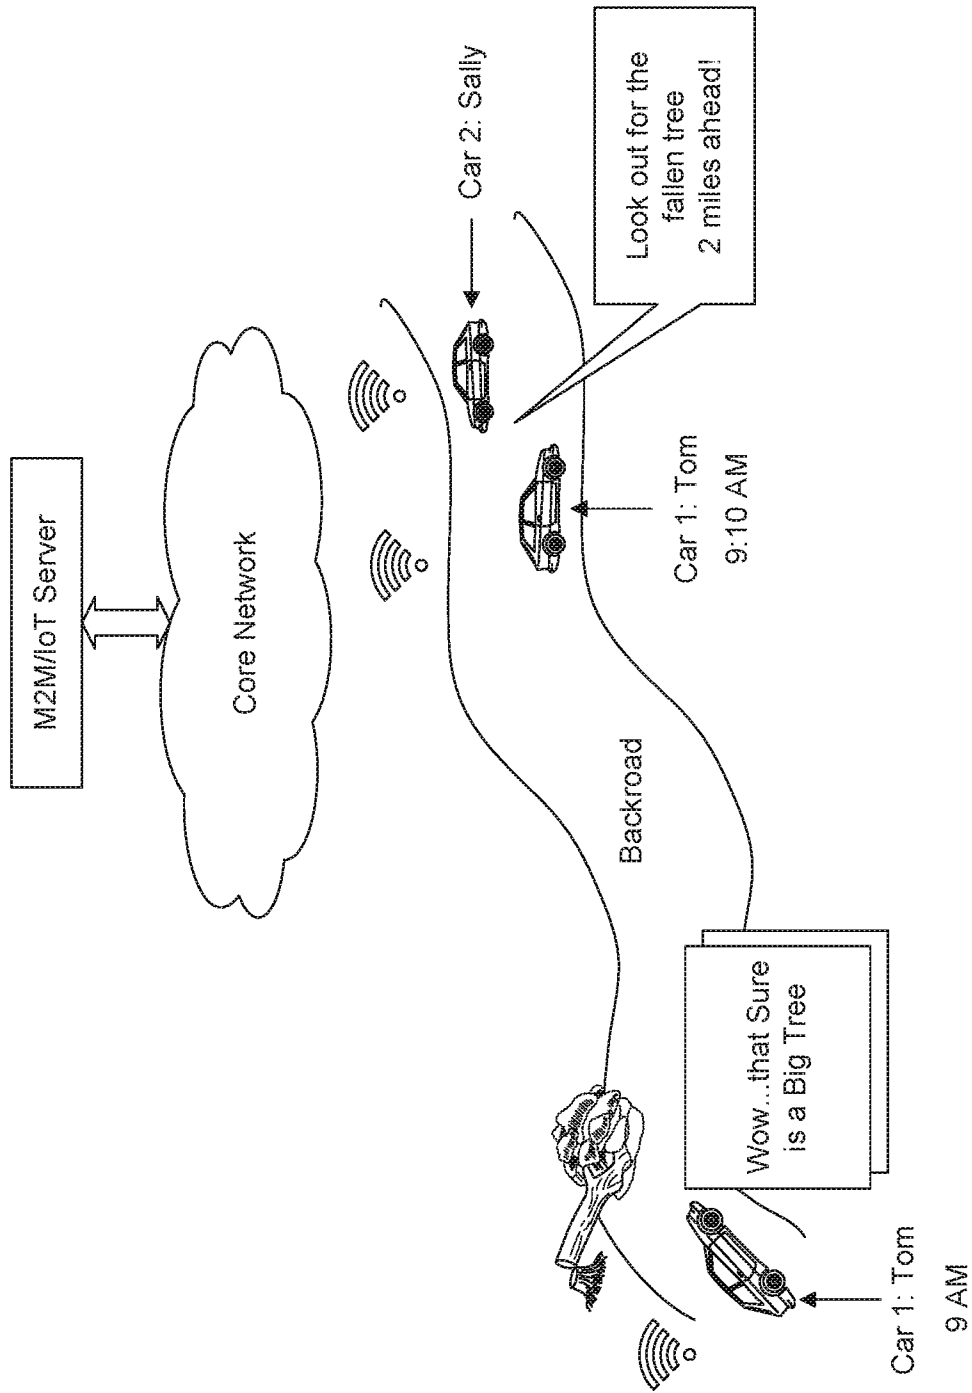 M2M/IoT Server
Core Network
Car 2: Sally
Look out for the
fallen tree
2 miles ahead!
Car 1: Tom
9:10 AM
Backroad
Wow...that Sure
is a Big Tree
Car 1: Tom
9 AM